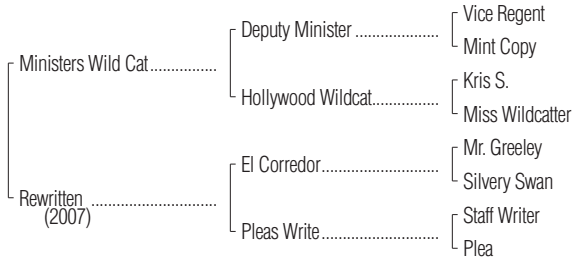 Vice Regent
Deputy Minister ....................
Mint Copy
Ministers Wild Cat................
Kris S.
Hollywood Wildcat................
Miss Wildcatter
Mr. Greeley
El Corredor............................
Silvery Swan
Rewritten ..............................
(2007)
Staff Writer
Pleas Write............................
Plea